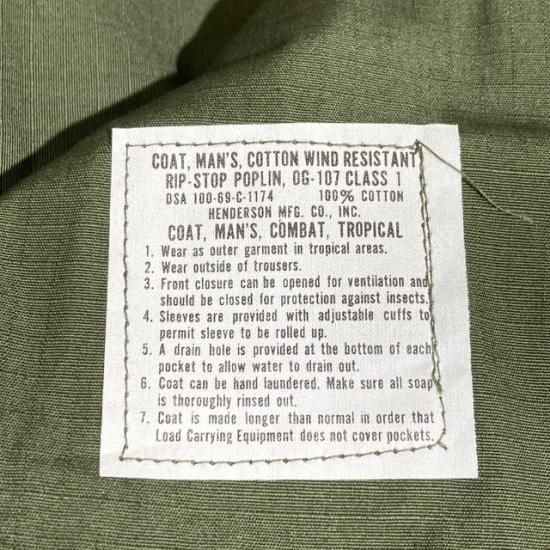 COAT, MAN'S, COTTON WIND RESISTANT
RIP-STOP POPLIN, OG-107 CLASS 1
DSA 100-69-C-1174 100% COTTON
HENDERSON MFG. CO., INC.
COAT, MAN'S, COMBAT, TROPICAL
1. Wear as outer garment in tropical areas.
2. Wear outside of trousers.
3. Front closure can be opened for ventilation and
should be closed for protection against insects.
4. Sleeves are provided with adjustable cuffs to
permit sleeve to be rolled up.
5. A drain hole is provided at the bottom of each
pocket to allow water to drain out.
6. Coat can be hand laundered. Make sure all soap
is thoroughly rinsed out.
7. Coat is made longer than normal in order that
Load Carrying Equipment does not cover pockets.